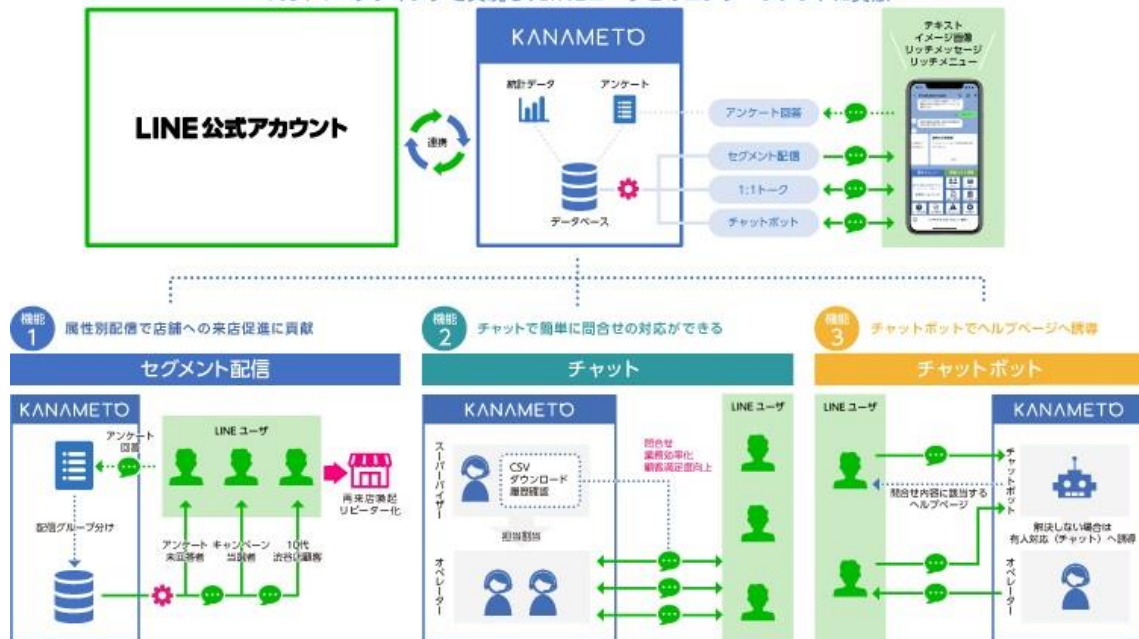 KANAMETO
テキスト
イメージ画像
リッチメッセージ
リッチメニュー
LINE公式アカウント
連携
統計データ
アンケート
データベース
アンケート回答
セグメント配信
1:1トーク
チャットボット
機能
1
属性別配信で店舗への来店促進に貢献
セグメント配信
KANAMETO
アンケート
回答
LINE ユーザ
再来店喚起
リピーター化
配信グループ分け
アンケート
未回答者
キャンペーン
当選者
10代
渋谷店顧客
機能
2
チャットで簡単に問合せの対応ができる
チャット
KANAMETO
LINE ユーザ
スーパーバイザー
CSV
ダウンロード
履歴確認
問合せ
業務効率化
顧客満足度向上
担当割当
オペレーター
機能
3
チャットボットでヘルプページへ誘導
チャットボット
LINE ユーザ
KANAMETO
チャットボット
問合せ内容に該当する
ヘルプページ
解決しない場合は
有人対応（チャット）へ誘導
オペレーター